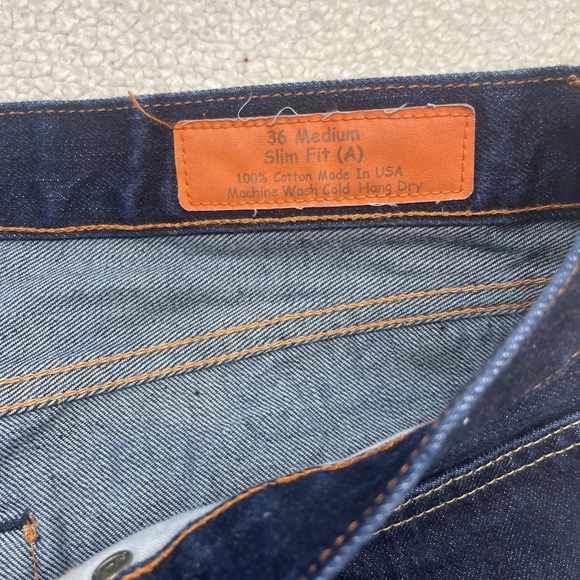 36 Medium
Slim Fit (A)
100% Cotton Made In USA
Machine Wash Cold Hang Dry